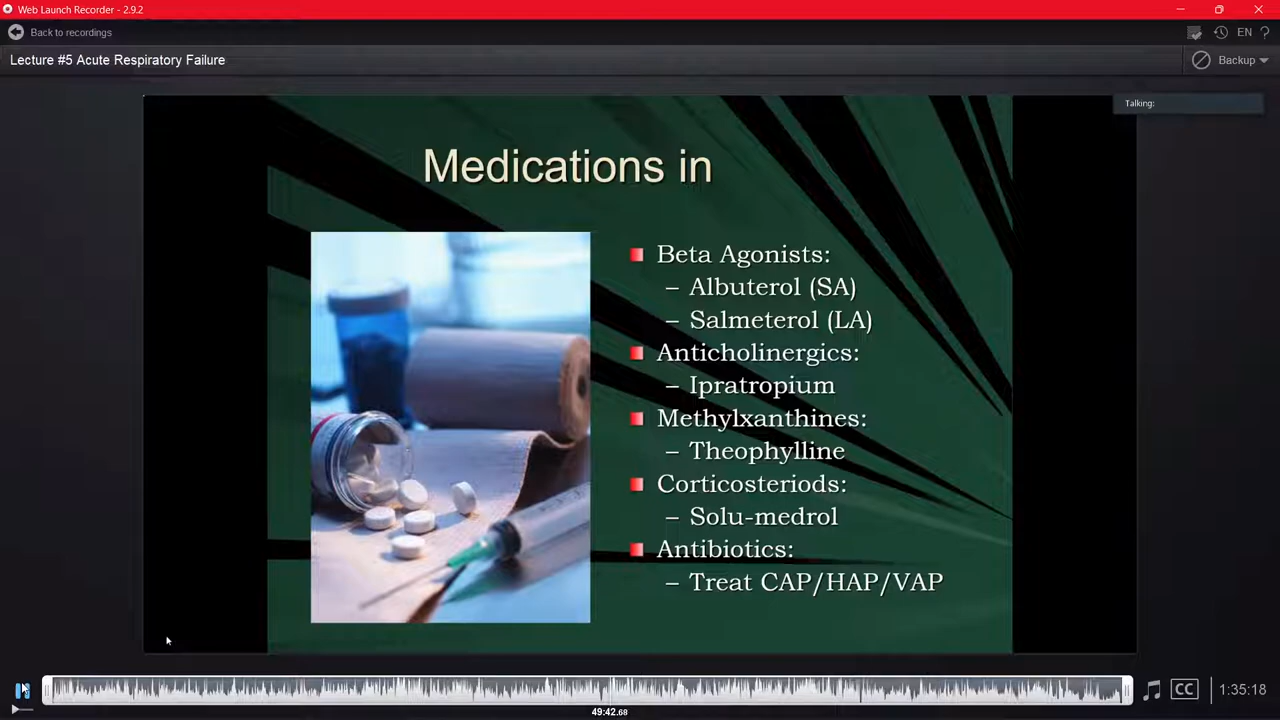 Web Launch Recorder - 2.9.2
Back to recordings
EN ?
Lecture #5 Acute Respiratory Failure
Backup
Talking:
Medications in
Beta Agonists:
– Albuterol (SA)
– Salmeterol (LA)
Anticholinergics:
– Ipratropium
Methylxanthines:
– Theophylline
Corticosteriods:
– Solu-medrol
Antibiotics:
– Treat CAP/HAP/VAP
CC
1:35:18
49:42.68